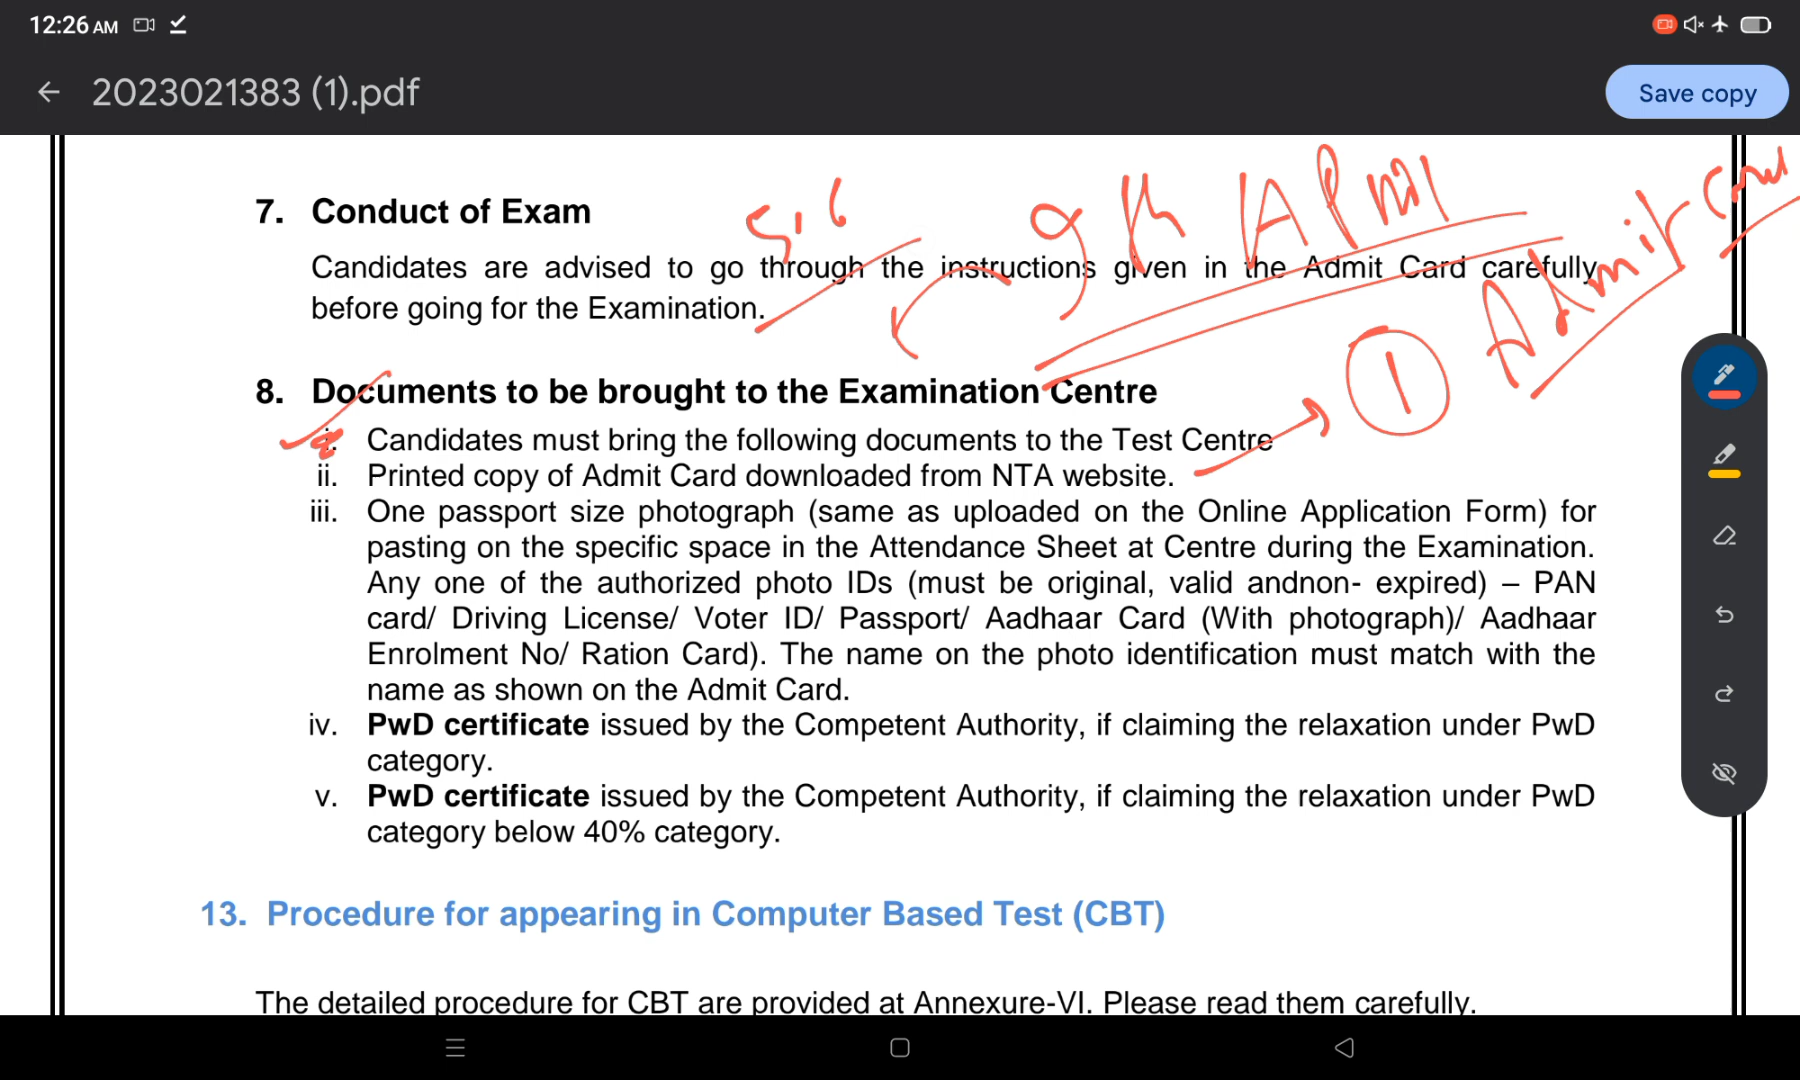 12:26 AM
2023021383 (1).pdf
Save copy
7. Conduct of Exam
5,6
9th April
Admit Card
Candidates are advised to go through the instructions given in the Admit Card carefully
before going for the Examination.
1
8. Documents to be brought to the Examination Centre
i. Candidates must bring the following documents to the Test Centre
ii. Printed copy of Admit Card downloaded from NTA website.
iii. One passport size photograph (same as uploaded on the Online Application Form) for
pasting on the specific space in the Attendance Sheet at Centre during the Examination.
Any one of the authorized photo IDs (must be original, valid andnon- expired) – PAN
card/ Driving License/ Voter ID/ Passport/ Aadhaar Card (With photograph)/ Aadhaar
Enrolment No/ Ration Card). The name on the photo identification must match with the
name as shown on the Admit Card.
iv. PwD certificate issued by the Competent Authority, if claiming the relaxation under PwD
category.
v. PwD certificate issued by the Competent Authority, if claiming the relaxation under PwD
category below 40% category.
13. Procedure for appearing in Computer Based Test (CBT)
The detailed procedure for CBT are provided at Annexure-VI. Please read them carefully.